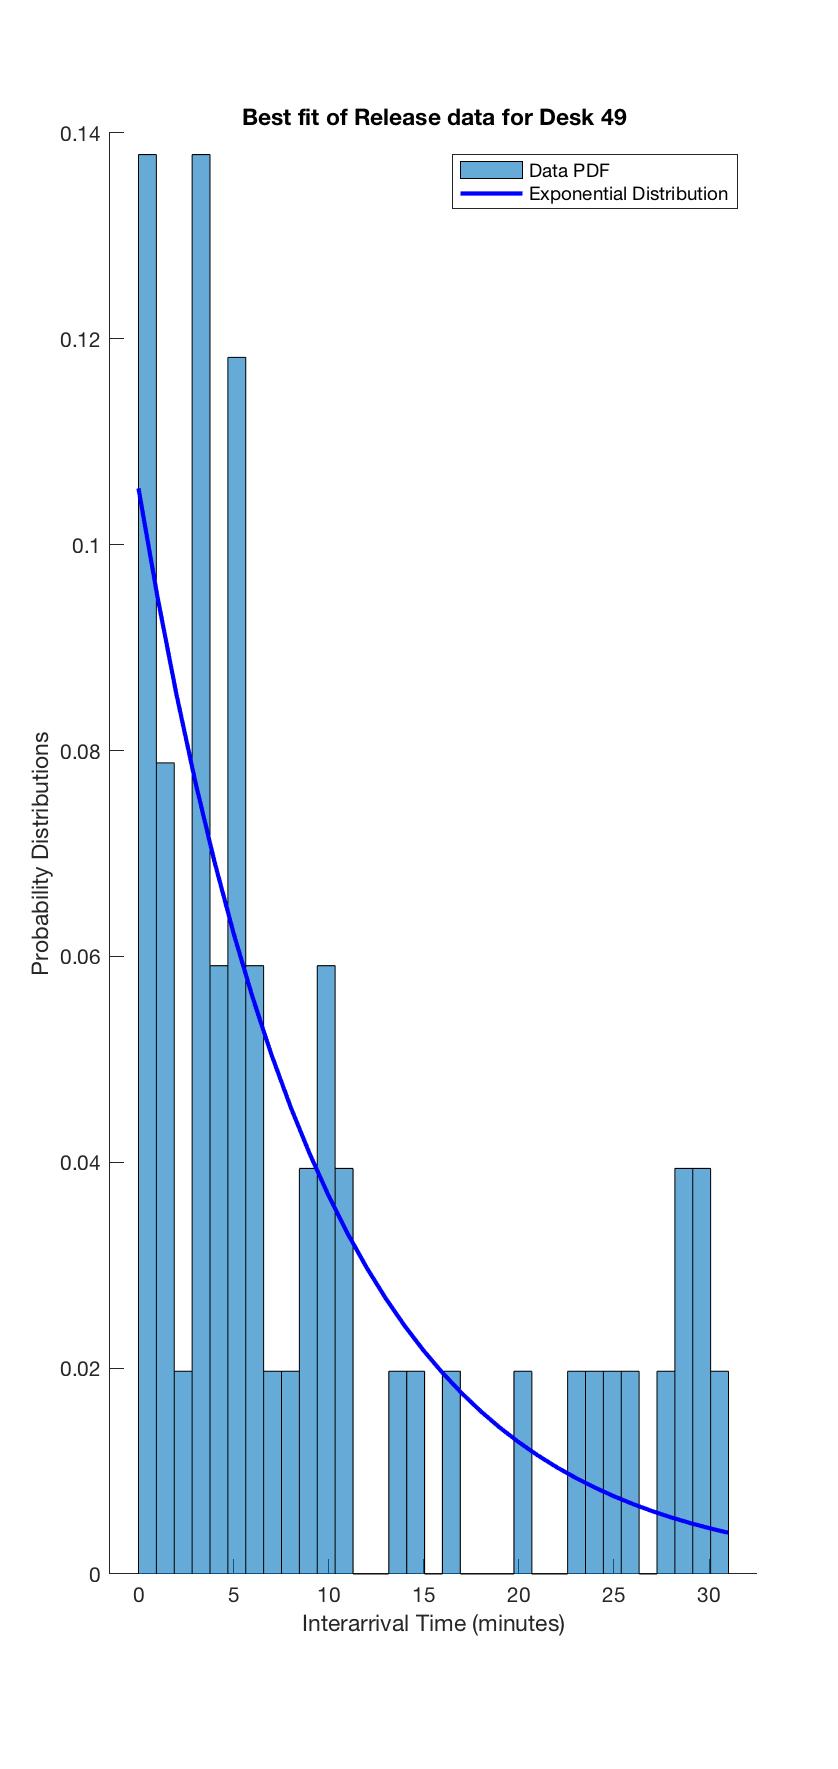 Best fit of Release data for Desk 49
Data PDF
Exponential Distribution
0.14
0.12
0.1
0.08
0.06
0.04
0.02
0
Probability Distributions
0 5 10 15 20 25 30
Interarrival Time (minutes)